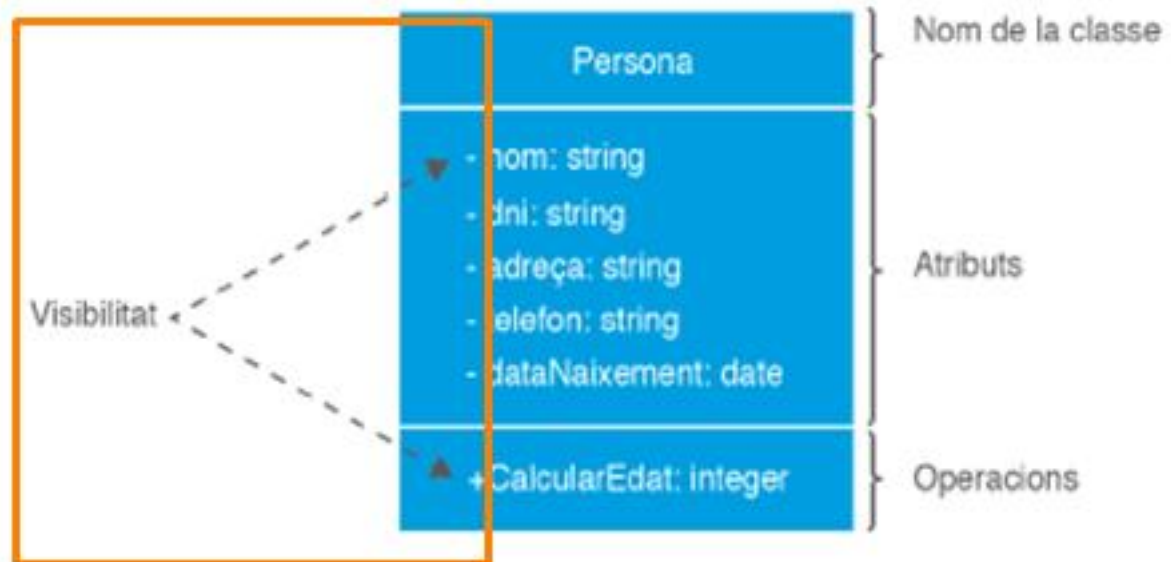 Persona
Nom de la classe
- nom: string
- dni: string
- adreça: string
- telefon: string
- dataNaixement: date
Atributs
Visibilitat
+CalcularEdat: integer
Operacions